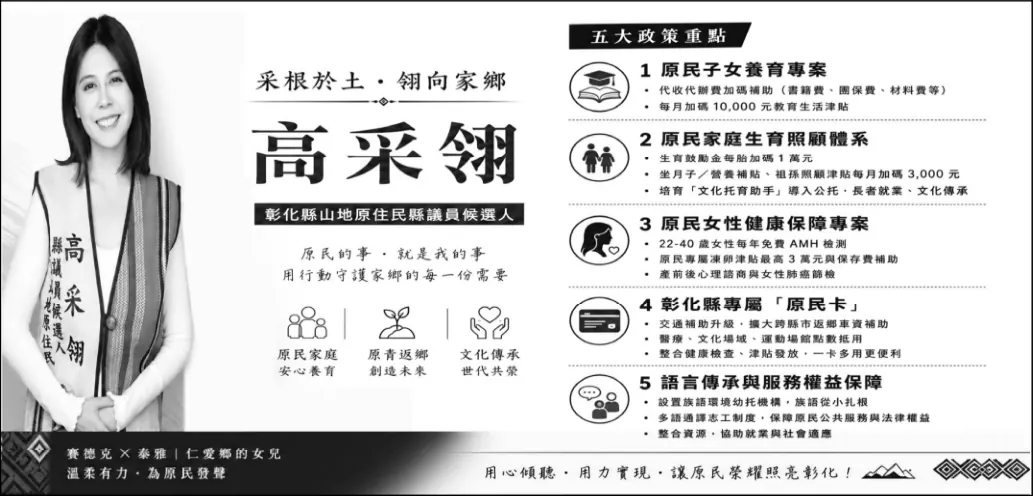 采根於土・翎向家鄉
高采翎
彰化縣山地原住民縣議員候選人
原民的事・就是我的事
用行動守護家鄉的每一份需要
原民家庭
安心養育
原青返鄉
創造未來
文化傳承
世代共榮
高采翎
縣議員候選人
山地原住民
賽德克 × 泰雅 | 仁愛鄉的女兒
溫柔有力・為原民發聲
五大政策重點
1 原民子女養育專案
• 代收代辦費加碼補助（書籍費、團保費、材料費等）
• 每月加碼 10,000 元教育生活津貼
2 原民家庭生育照顧體系
• 生育鼓勵金每胎加碼 1 萬元
• 坐月子／營養補貼、祖孫照顧津貼每月加碼 3,000 元
• 培育「文化托育助手」導入公托．長者就業、文化傳承
3 原民女性健康保障專案
• 22-40 歲女性每年免費 AMH 檢測
• 原民專屬凍卵津貼最高 3 萬元與保存費補助
• 產前後心理諮商與女性肺癌篩檢
4 彰化縣專屬「原民卡」
• 交通補助升級，擴大跨縣市返鄉車資補助
• 醫療、文化場域、運動場館點數抵用
• 整合健康檢查、津貼發放，一卡多用更便利
5 語言傳承與服務權益保障
• 設置族語環境幼托機構，族語從小扎根
• 多語通譯志工制度，保障原民公共服務與法律權益
• 整合資源，協助就業與社會適應
用心傾聽・用力實現・讓原民榮耀照亮彰化！